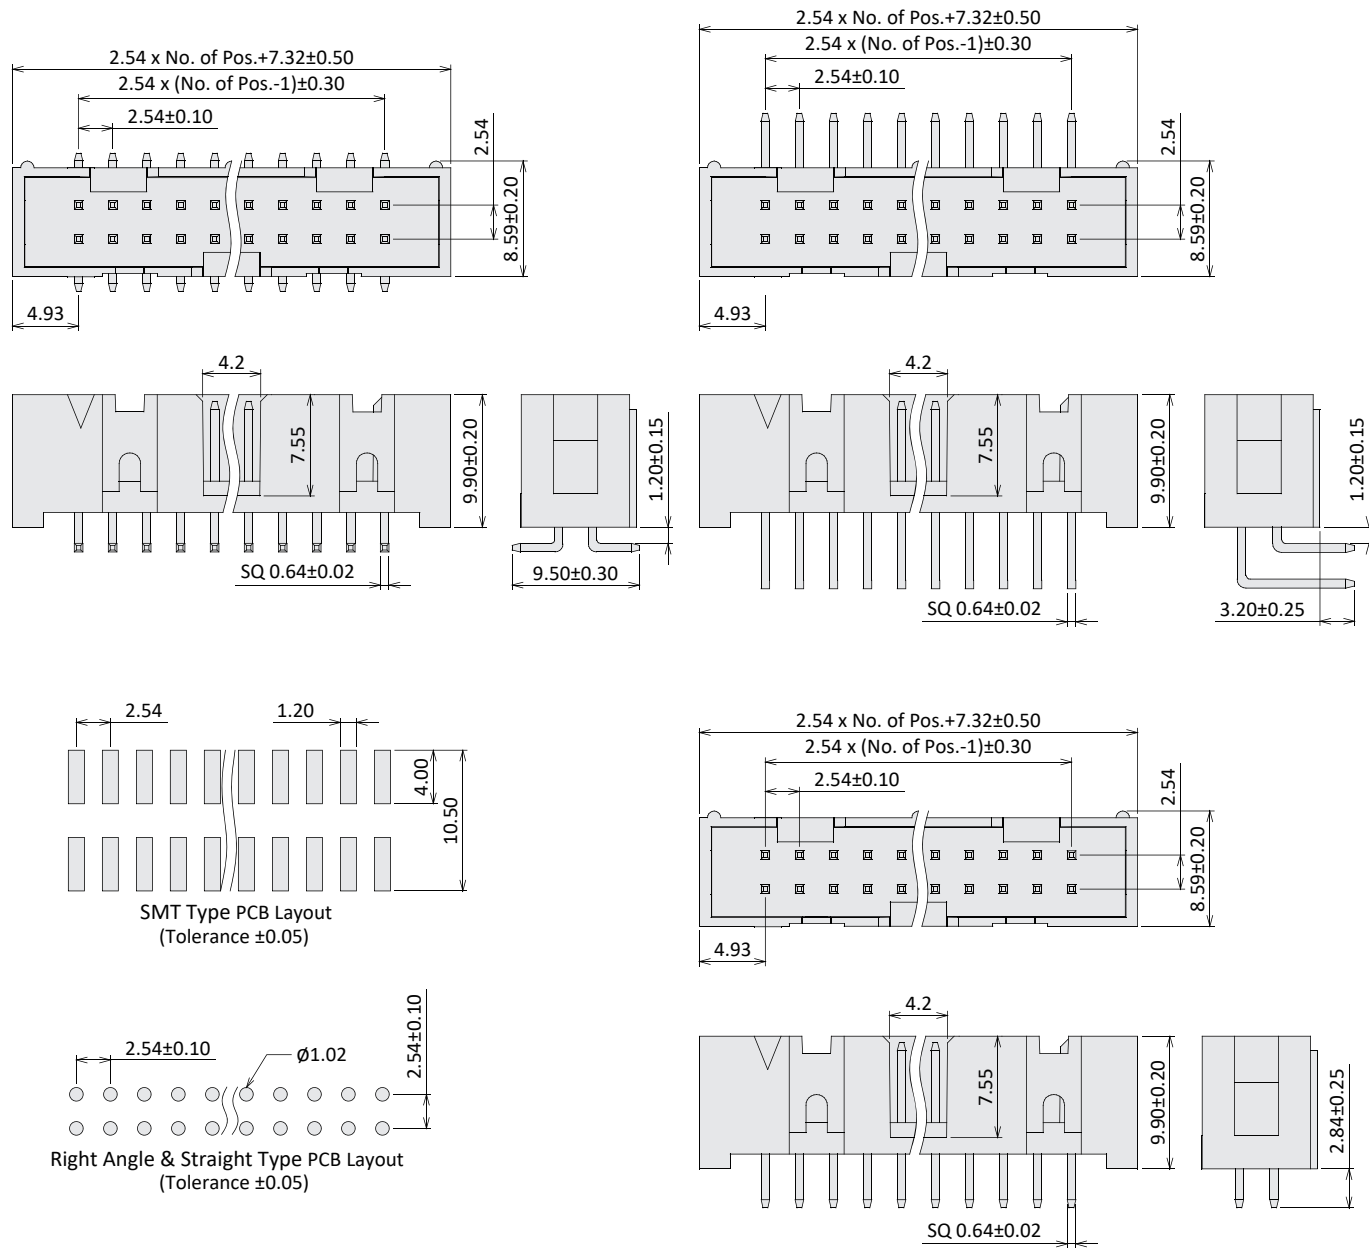 2.54 x No. of Pos.+7.32±0.50
2.54 x (No. of Pos.-1)±0.30
2.54±0.10
2.54
8.59±0.20
4.93
4.2
7.55
9.90±0.20
SQ 0.64±0.02
1.20±0.15
9.50±0.30
2.54 x No. of Pos.+7.32±0.50
2.54 x (No. of Pos.-1)±0.30
2.54±0.10
2.54
8.59±0.20
4.93
4.2
7.55
9.90±0.20
SQ 0.64±0.02
1.20±0.15
3.20±0.25
2.54
1.20
4.00
10.50
SMT Type PCB Layout
(Tolerance ±0.05)
2.54±0.10
Ø1.02
2.54±0.10
Right Angle & Straight Type PCB Layout
(Tolerance ±0.05)
2.54 x No. of Pos.+7.32±0.50
2.54 x (No. of Pos.-1)±0.30
2.54±0.10
2.54
8.59±0.20
4.93
4.2
7.55
9.90±0.20
2.84±0.25
SQ 0.64±0.02